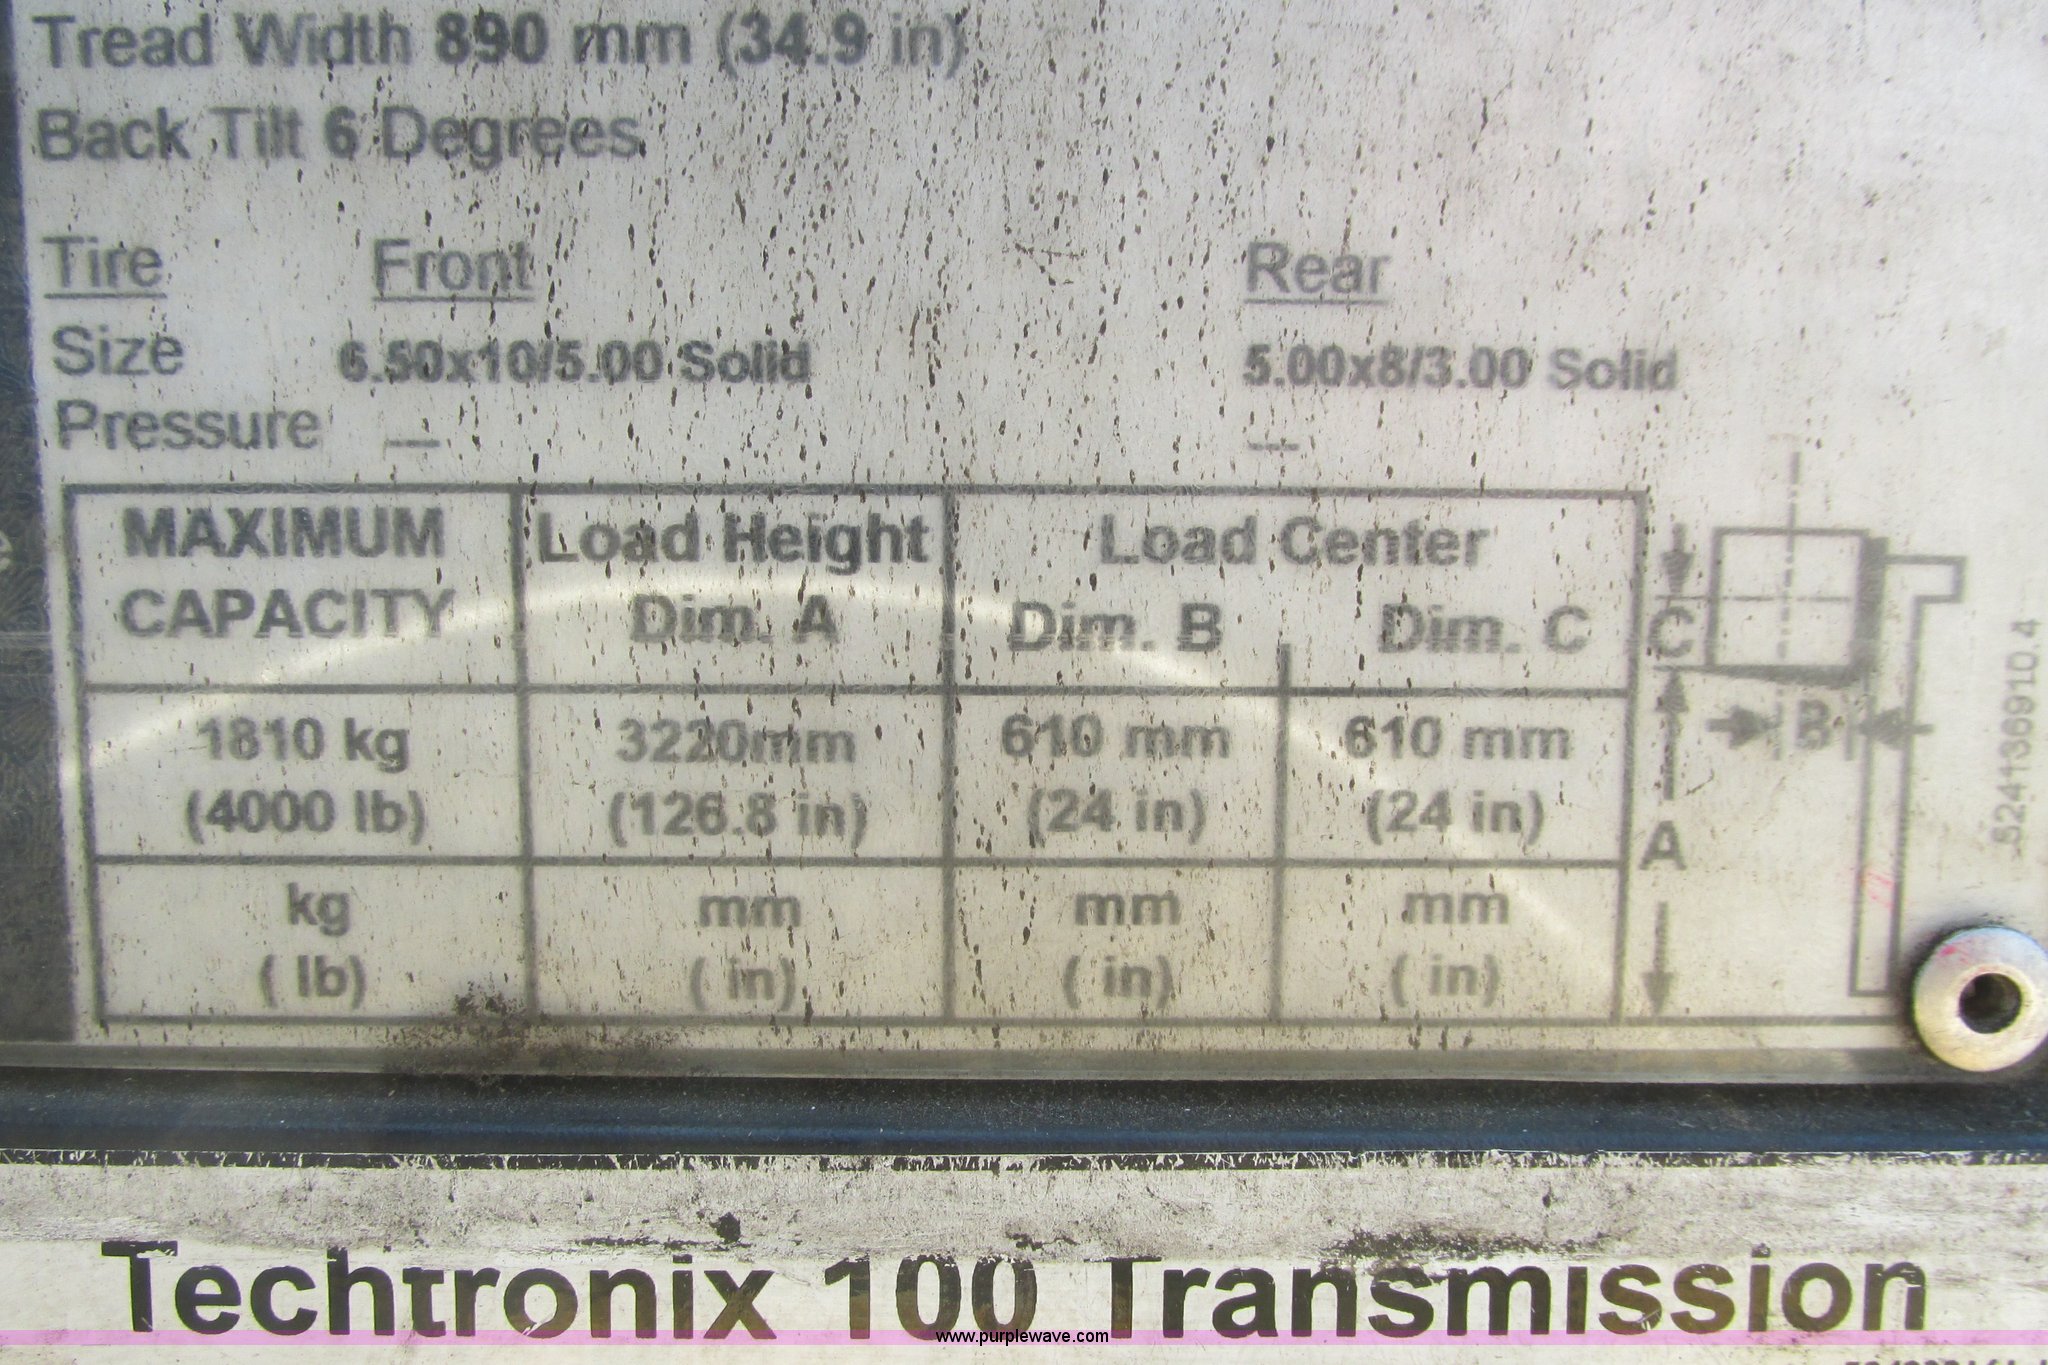 Tread Width 890 mm (34.9 in)
Back Tilt 6 Degrees
Tire Front Rear
Size 6.50x10/5.00 Solid 5.00x8/3.00 Solid
Pressure — —
MAXIMUM Load Height Load Center
CAPACITY Dim. A Dim. B Dim. C C
1810 kg 3220mm 610 mm 610 mm B
(4000 lb) (126.8 in) (24 in) (24 in) A
kg mm mm mm
( lb) ( in) ( in) ( in)
524136910.4
Techtronix 100 Transmission
www.purplewave.com